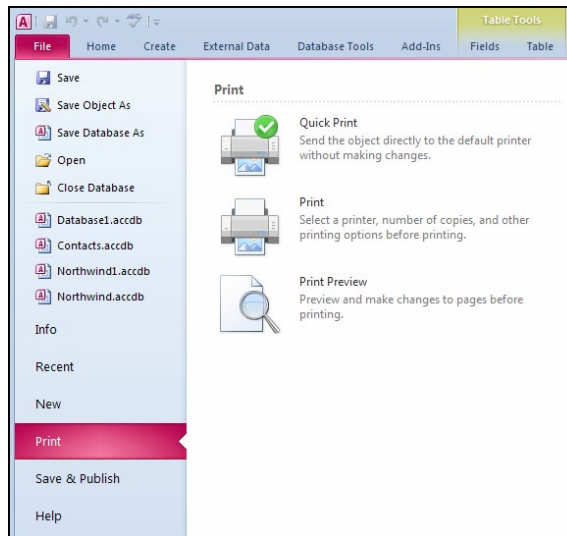 Table Tools
File Home Create External Data Database Tools Add-Ins Fields Table
Save
Save Object As
Save Database As
Open
Close Database
Database1.accdb
Contacts.accdb
Northwind1.accdb
Northwind.accdb
Info
Recent
New
Print
Save & Publish
Help
Print
Quick Print
Send the object directly to the default printer
without making changes.
Print
Select a printer, number of copies, and other
printing options before printing.
Print Preview
Preview and make changes to pages before
printing.